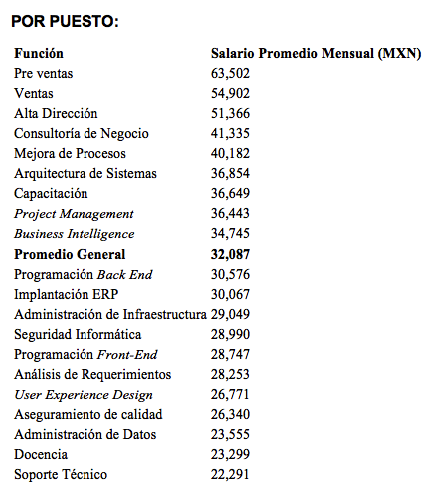 POR PUESTO:
Función Salario Promedio Mensual (MXN)
Pre ventas 63,502
Ventas 54,902
Alta Dirección 51,366
Consultoría de Negocio 41,335
Mejora de Procesos 40,182
Arquitectura de Sistemas 36,854
Capacitación 36,649
Project Management 36,443
Business Intelligence 34,745
Promedio General 32,087
Programación Back End 30,576
Implantación ERP 30,067
Administración de Infraestructura 29,049
Seguridad Informática 28,990
Programación Front-End 28,747
Análisis de Requerimientos 28,253
User Experience Design 26,771
Aseguramiento de calidad 26,340
Administración de Datos 23,555
Docencia 23,299
Soporte Técnico 22,291